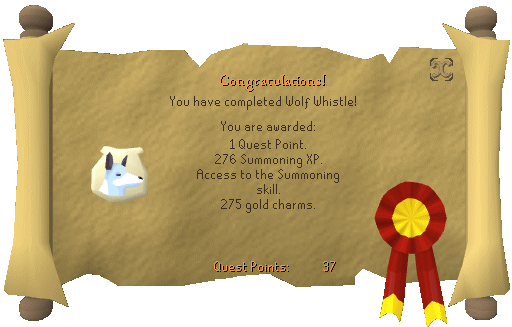 Congratulations!
You have completed Wolf Whistle!
You are awarded:
1 Quest Point.
276 Summoning XP.
Access to the Summoning
skill.
275 gold charms.
Quest Points: 37